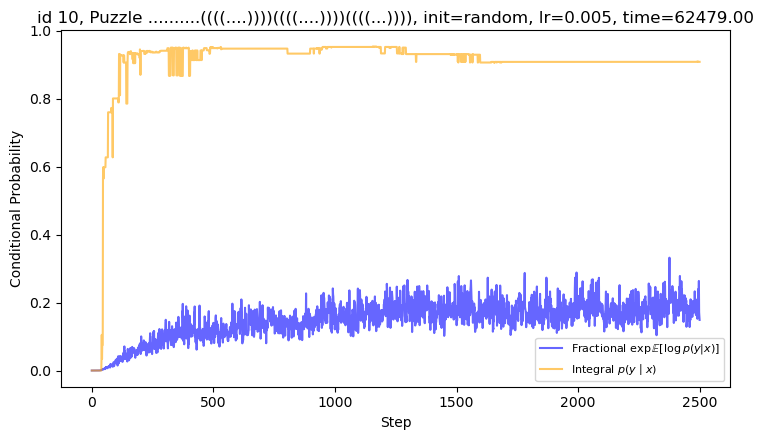 id 10, Puzzle ..........((((....))))((((....))))((((...)))), init=random, lr=0.005, time=62479.00
Conditional Probability
1.0
0.8
0.6
0.4
0.2
0.0
Fractional exp𝔼[log p(y|x)]
Integral p(y | x)
0 500 1000 1500 2000 2500
Step